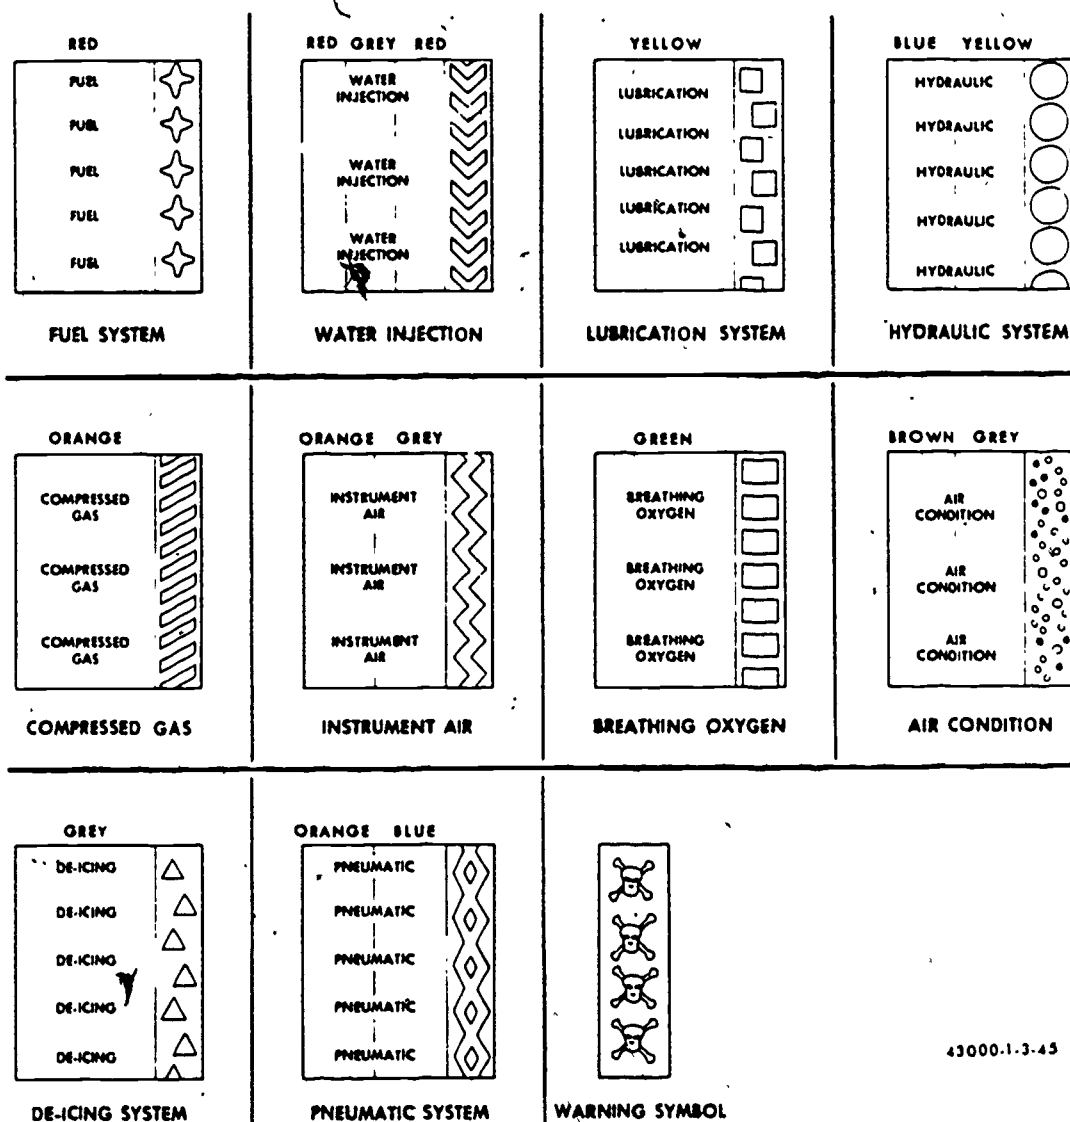 RED
FUEL
FUEL
FUEL
FUEL
FUEL
FUEL SYSTEM
RED GREY RED
WATER
INJECTION
WATER
INJECTION
WATER
INJECTION
WATER INJECTION
YELLOW
LUBRICATION
LUBRICATION
LUBRICATION
LUBRICATION
LUBRICATION
LUBRICATION SYSTEM
BLUE YELLOW
HYDRAULIC
HYDRAULIC
HYDRAULIC
HYDRAULIC
HYDRAULIC
HYDRAULIC SYSTEM
ORANGE
COMPRESSED
GAS
COMPRESSED
GAS
COMPRESSED
GAS
COMPRESSED GAS
ORANGE GREY
INSTRUMENT
AIR
INSTRUMENT
AIR
INSTRUMENT
AIR
INSTRUMENT AIR
GREEN
BREATHING
OXYGEN
BREATHING
OXYGEN
BREATHING
OXYGEN
BREATHING OXYGEN
BROWN GREY
AIR
CONDITION
AIR
CONDITION
AIR
CONDITION
AIR CONDITION
GREY
DE-ICING
DE-ICING
DE-ICING
DE-ICING
DE-ICING
DE-ICING SYSTEM
ORANGE BLUE
PNEUMATIC
PNEUMATIC
PNEUMATIC
PNEUMATIC
PNEUMATIC
PNEUMATIC SYSTEM
WARNING SYMBOL
43000-1-3-45